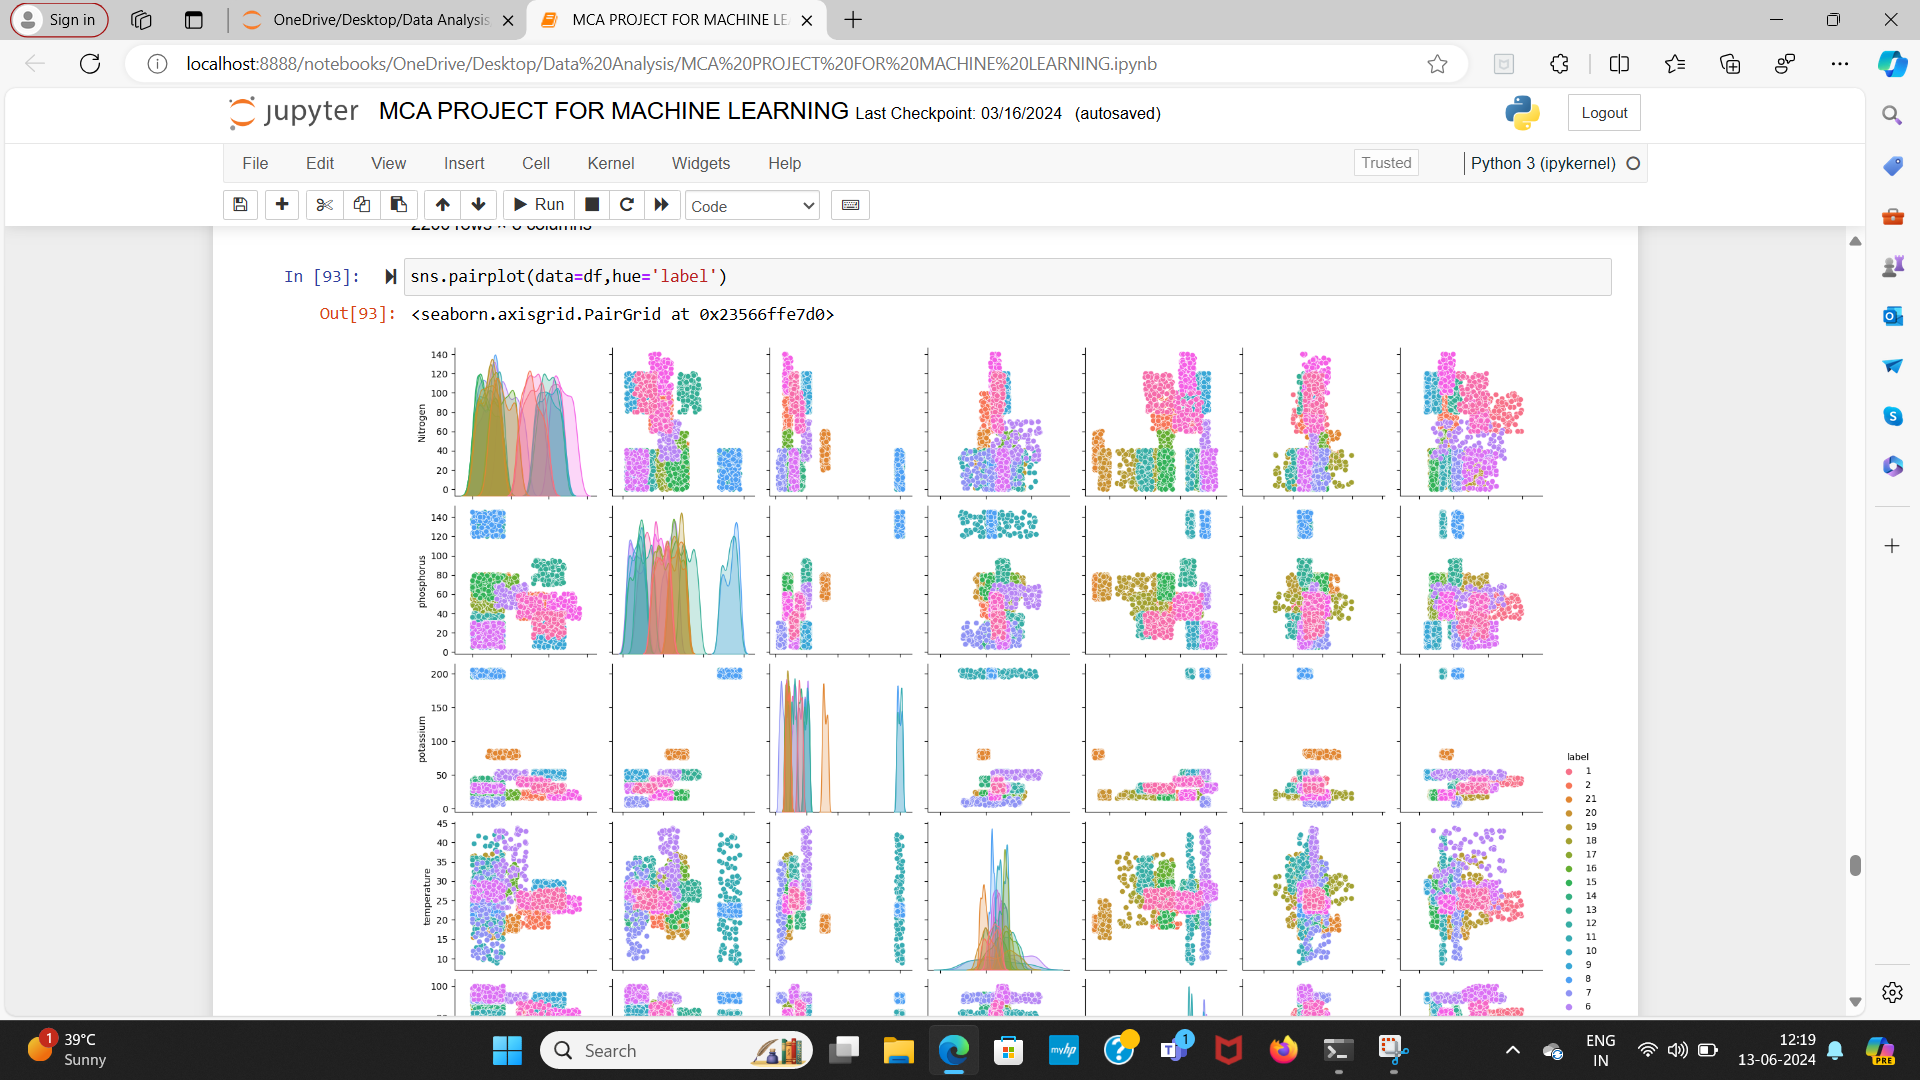 Sign in
OneDrive/Desktop/Data Analysis
MCA PROJECT FOR MACHINE LE
localhost:8888/notebooks/OneDrive/Desktop/Data%20Analysis/MCA%20PROJECT%20FOR%20MACHINE%20LEARNING.ipynb
jupyter MCA PROJECT FOR MACHINE LEARNING Last Checkpoint: 03/16/2024 (autosaved)
Logout
File Edit View Insert Cell Kernel Widgets Help
Trusted
Python 3 (ipykernel)
Run
Code
In [93]: sns.pairplot(data=df,hue='label')
Out[93]: <seaborn.axisgrid.PairGrid at 0x23566ffe7d0>
140
120
100
80
60
40
20
0
Nitrogen
140
120
100
80
60
40
20
0
phosphorus
200
150
100
50
0
potassium
45
40
35
30
25
20
15
10
temperature
100
label
1
2
21
20
19
18
17
16
15
14
13
12
11
10
9
8
7
6
1
39°C
Sunny
Search
myhp
T
1
ENG
IN
12:19
13-06-2024
PRE